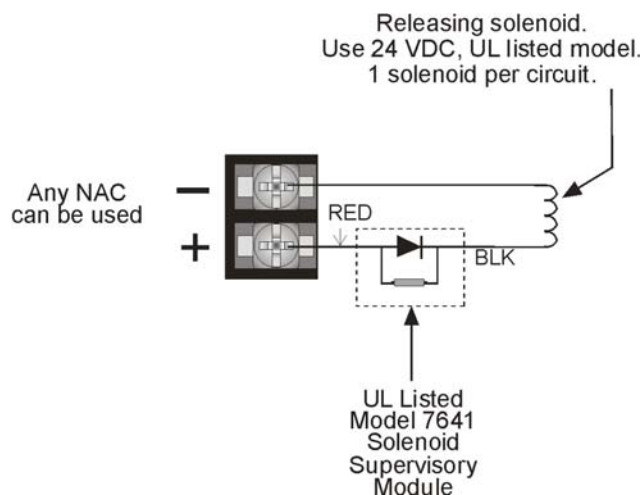 Releasing solenoid.
Use 24 VDC, UL listed model.
1 solenoid per circuit.
Any NAC
can be used
−
+
RED
BLK
UL Listed
Model 7641
Solenoid
Supervisory
Module